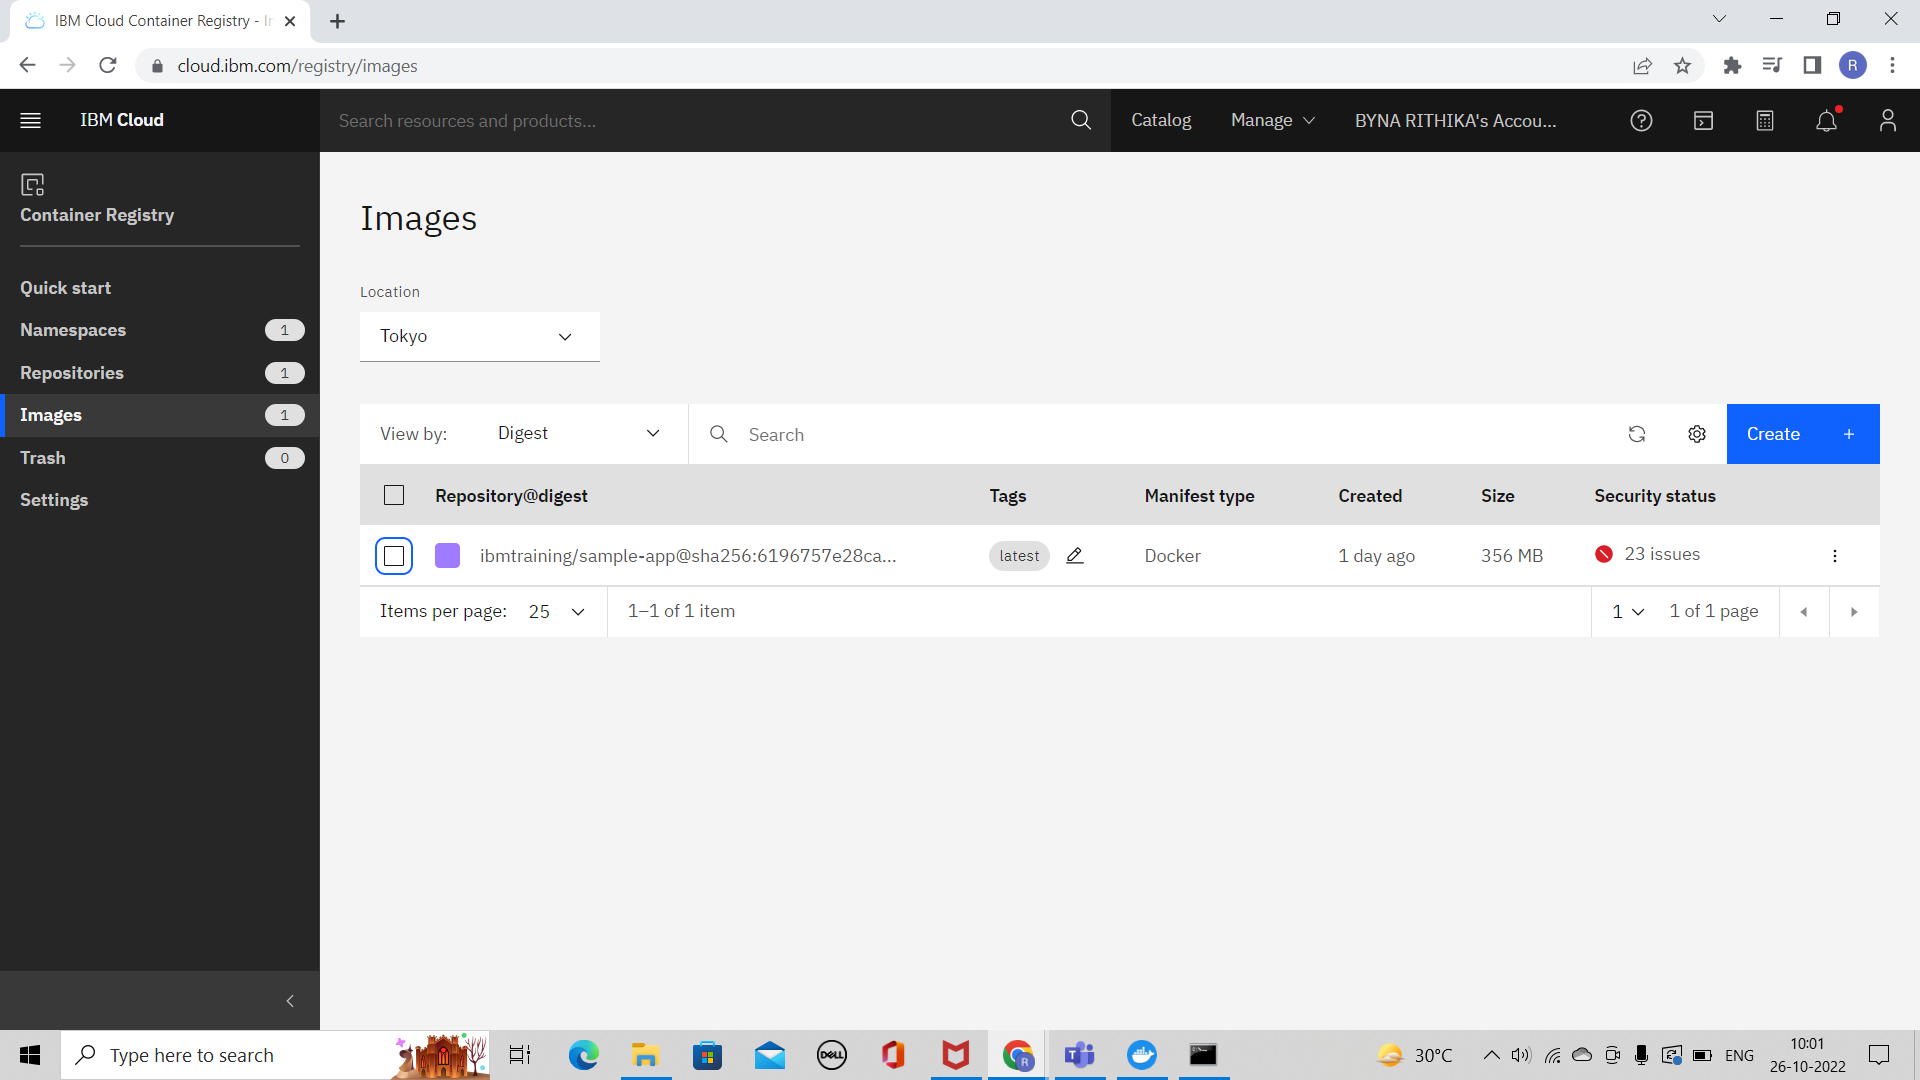 IBM Cloud Container Registry - In
cloud.ibm.com/registry/images
R
IBM Cloud
Search resources and products...
Catalog
Manage
BYNA RITHIKA's Accou...
Container Registry
Quick start
Namespaces 1
Repositories 1
Images 1
Trash 0
Settings
Images
Location
Tokyo
View by: Digest
Search
Create +
Repository@digest Tags Manifest type Created Size Security status
ibmtraining/sample-app@sha256:6196757e28ca... latest Docker 1 day ago 356 MB 23 issues
Items per page: 25 1–1 of 1 item 1 1 of 1 page
Type here to search
DELL
R
30°C
ENG
10:01
26-10-2022